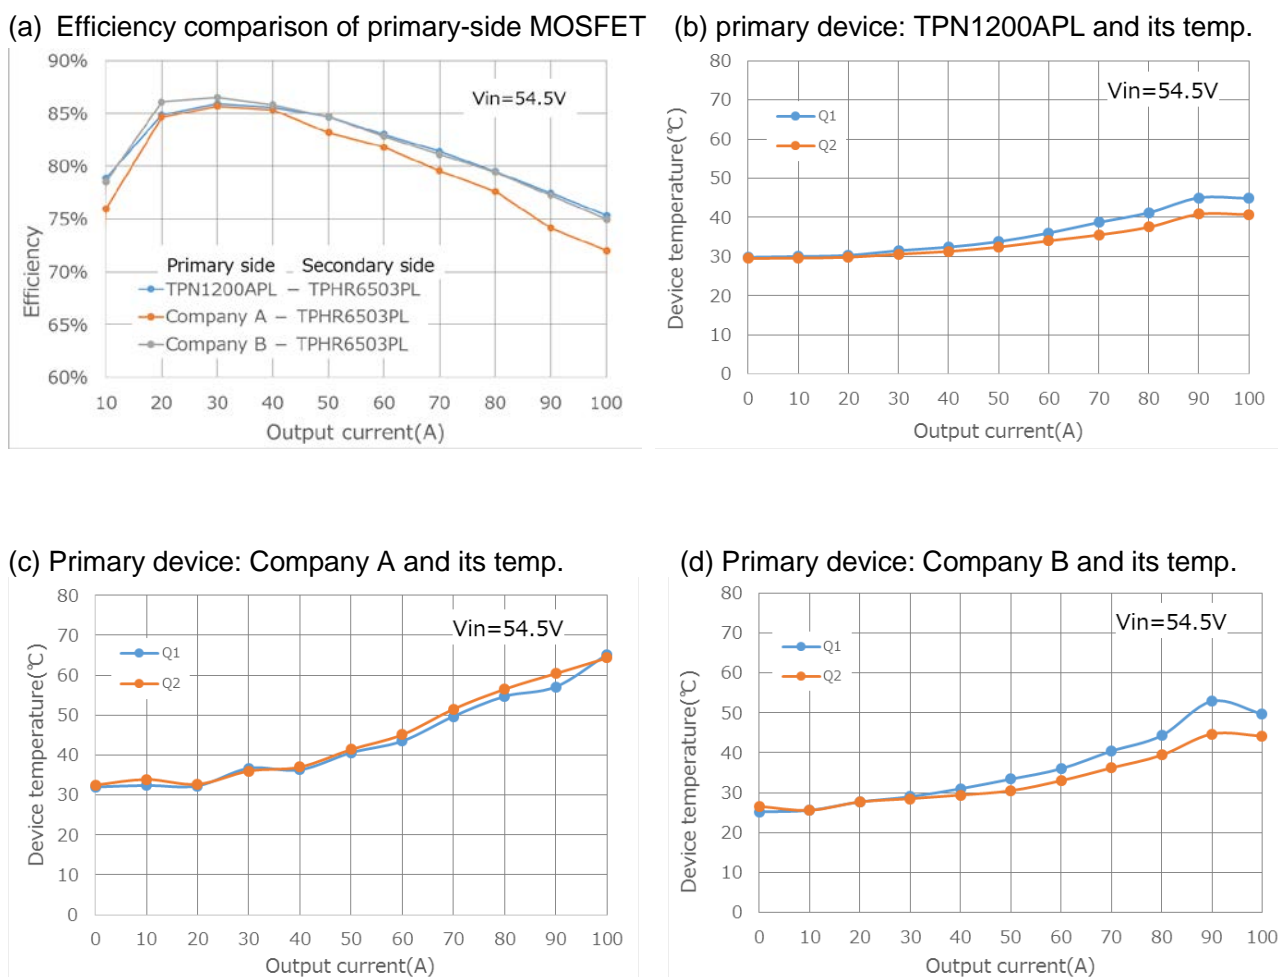 (a) Efficiency comparison of primary-side MOSFET
90%
85%
80%
75%
70%
65%
60%
Efficiency
Vin=54.5V
Primary side Secondary side
TPN1200APL − TPHR6503PL
Company A − TPHR6503PL
Company B − TPHR6503PL
10 20 30 40 50 60 70 80 90 100
Output current(A)
(b) primary device: TPN1200APL and its temp.
80
70
60
50
40
30
20
10
0
Device temperature(℃)
Vin=54.5V
Q1
Q2
0 10 20 30 40 50 60 70 80 90 100
Output current(A)
(c) Primary device: Company A and its temp.
80
70
60
50
40
30
20
10
0
Device temperature(℃)
Vin=54.5V
Q1
Q2
0 10 20 30 40 50 60 70 80 90 100
Output current(A)
(d) Primary device: Company B and its temp.
80
70
60
50
40
30
20
10
0
Device temperature(℃)
Vin=54.5V
Q1
Q2
0 10 20 30 40 50 60 70 80 90 100
Output current(A)